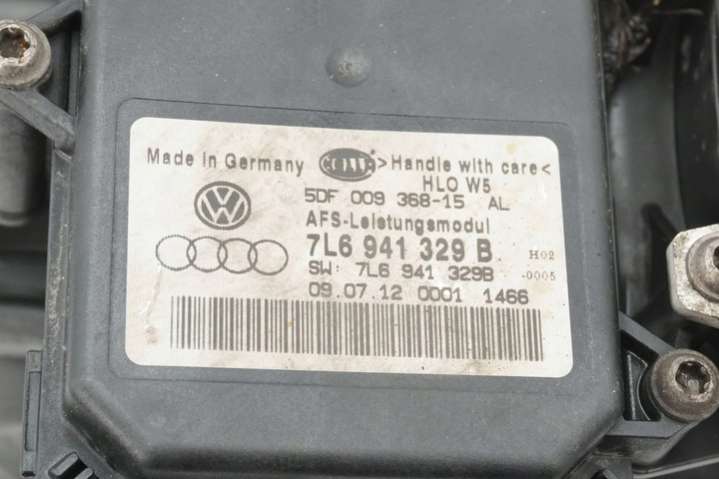 Made in Germany >Handle with care<
HLO W5
5DF 009 368-15 AL
AFS-Leistungsmodul
7L6 941 329 B H02
SW: 7L6 941 329B -0005
09.07.12 0001 1466